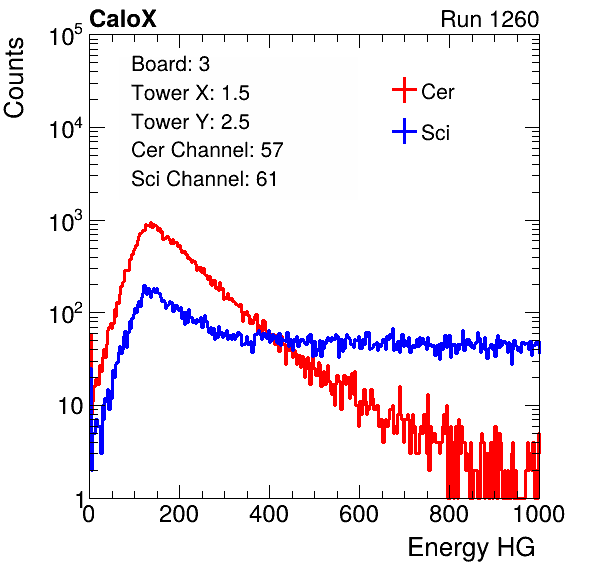 CaloX Run 1260
Counts
Board: 3
Tower X: 1.5
Tower Y: 2.5
Cer Channel: 57
Sci Channel: 61
Cer
Sci
10^5
10^4
10^3
10^2
10
1
0 200 400 600 800 1000
Energy HG